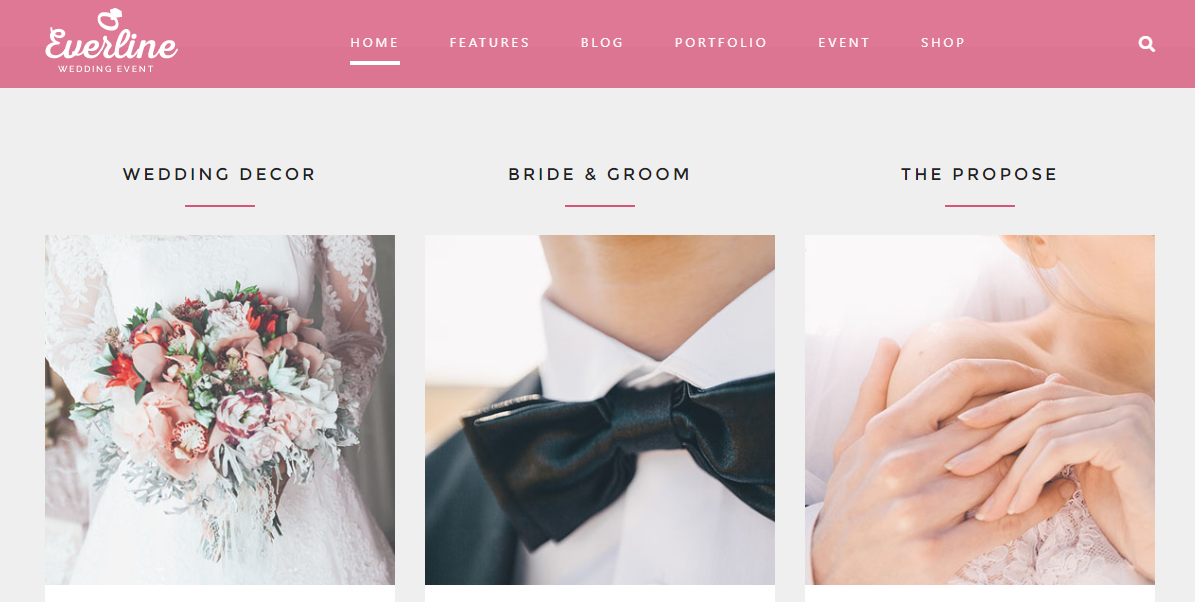 Everline
WEDDING EVENT
HOME FEATURES BLOG PORTFOLIO EVENT SHOP
WEDDING DECOR
BRIDE & GROOM
THE PROPOSE